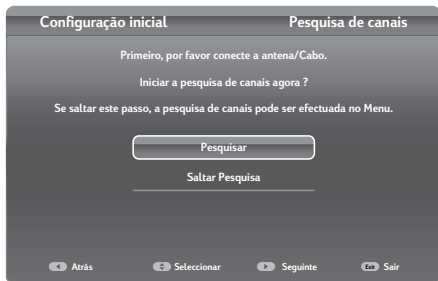 Configuração inicial Pesquisa de canais
Primeiro, por favor conecte a antena/Cabo.
Iniciar a pesquisa de canais agora ?
Se saltar este passo, a pesquisa de canais pode ser efectuada no Menu.
Pesquisar
Saltar Pesquisa
Atrás Seleccionar Seguinte Exit Sair